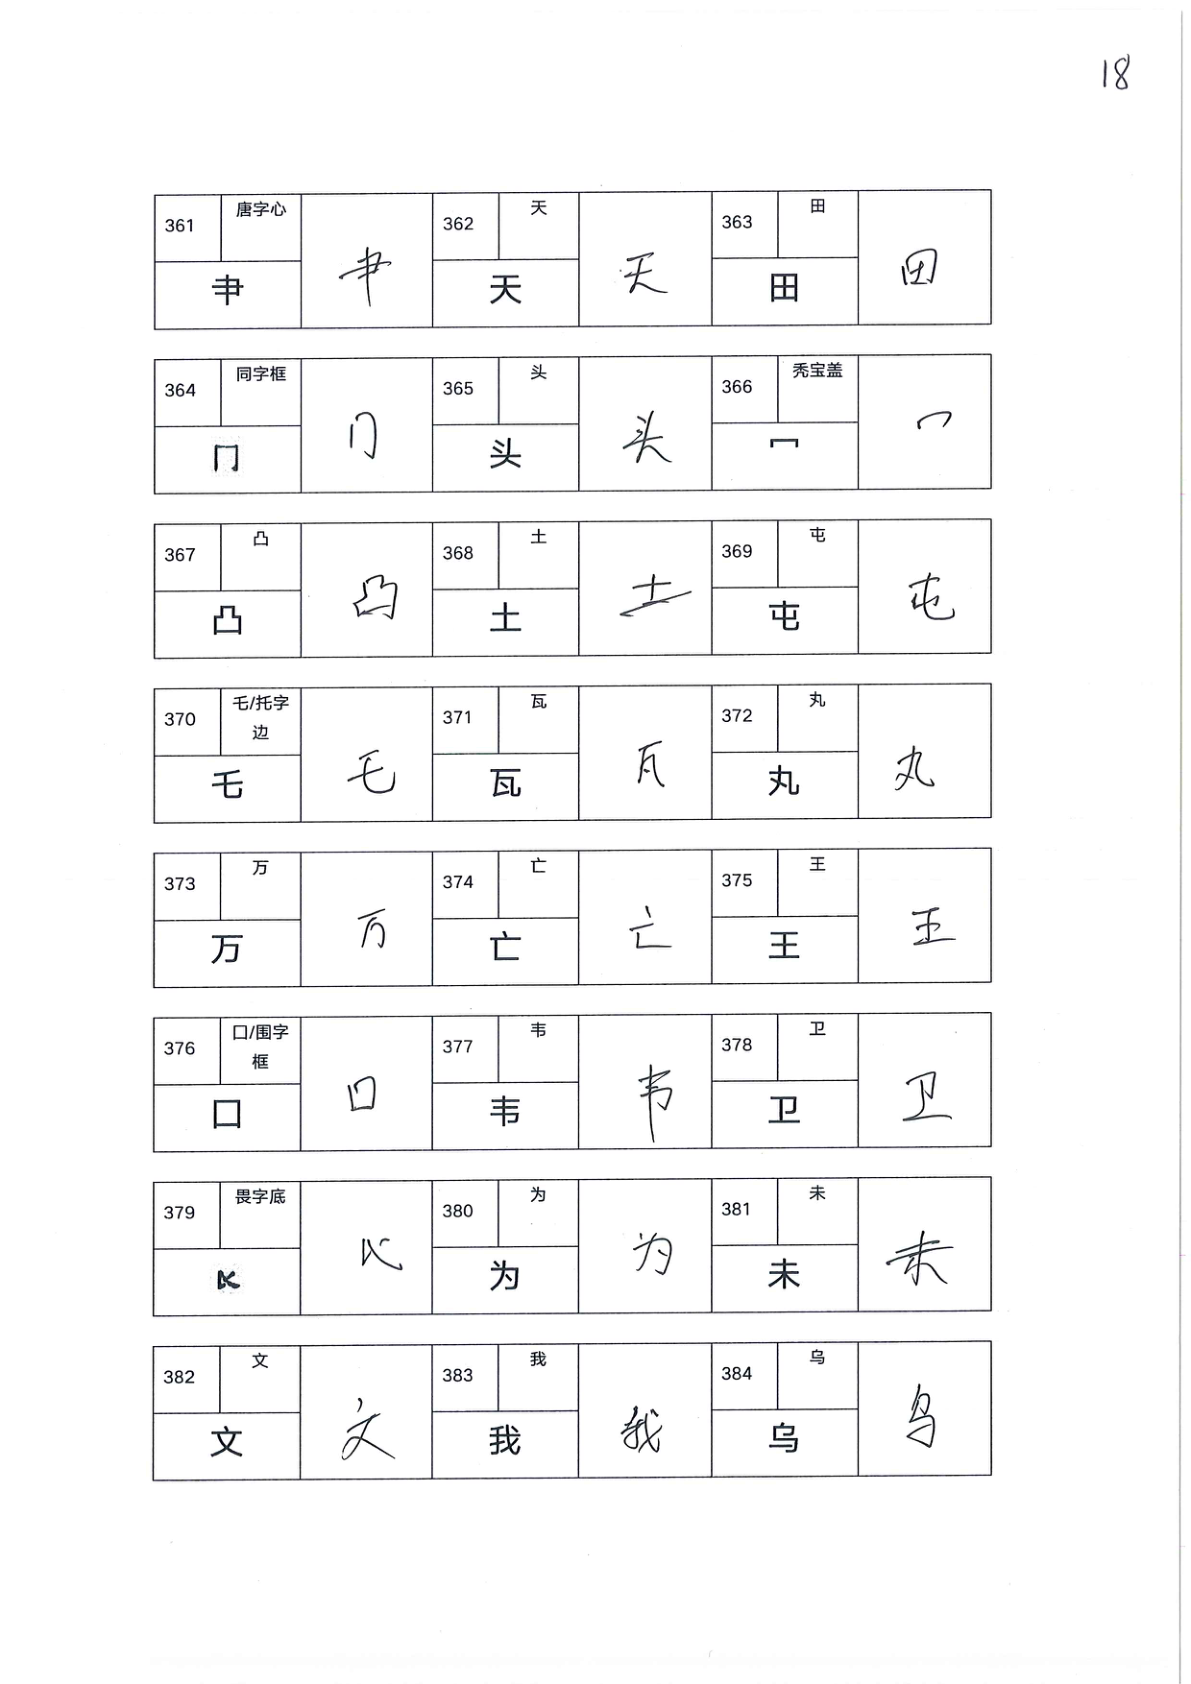 18
361 唐字心 肀 肀 362 天 天 天 363 田 田 田
364 同字框 冂 冂 365 头 头 头 366 秃宝盖 冖 冖
367 凸 凸 凸 368 土 土 土 369 屯 屯 屯
370 乇/托字边 乇 乇 371 瓦 瓦 瓦 372 丸 丸 丸
373 万 万 万 374 亡 亡 亡 375 王 王 王
376 囗/围字框 囗 囗 377 韦 韦 韦 378 卫 卫 卫
379 畏字底 380 为 为 为 381 未 未 未
382 文 文 文 383 我 我 我 384 乌 乌 乌